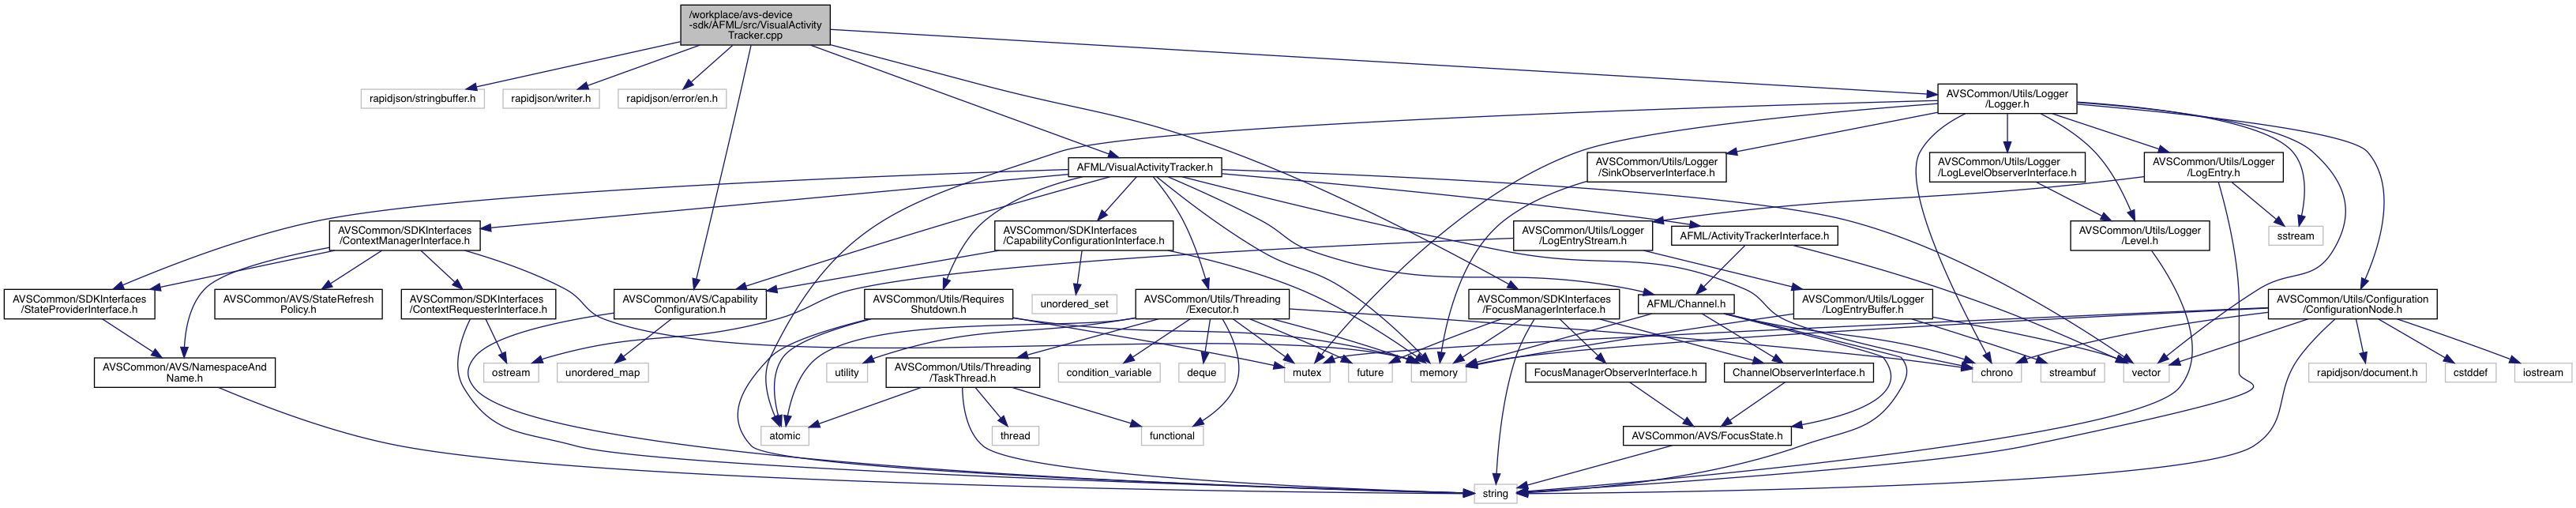 /workplace/avs-device
-sdk/AFML/src/VisualActivity
Tracker.cpp
rapidjson/stringbuffer.h
rapidjson/writer.h
rapidjson/error/en.h
AVSCommon/Utils/Logger
/Logger.h
AFML/VisualActivityTracker.h
AVSCommon/Utils/Logger
/SinkObserverInterface.h
AVSCommon/Utils/Logger
/LogLevelObserverInterface.h
AVSCommon/Utils/Logger
/LogEntry.h
AVSCommon/SDKInterfaces
/ContextManagerInterface.h
AVSCommon/SDKInterfaces
/CapabilityConfigurationInterface.h
AVSCommon/Utils/Logger
/LogEntryStream.h
AFML/ActivityTrackerInterface.h
AVSCommon/Utils/Logger
/Level.h
sstream
AVSCommon/SDKInterfaces
/StateProviderInterface.h
AVSCommon/AVS/StateRefresh
Policy.h
AVSCommon/SDKInterfaces
/ContextRequesterInterface.h
AVSCommon/AVS/Capability
Configuration.h
AVSCommon/Utils/Requires
Shutdown.h
unordered_set
AVSCommon/Utils/Threading
/Executor.h
AVSCommon/SDKInterfaces
/FocusManagerInterface.h
AFML/Channel.h
AVSCommon/Utils/Logger
/LogEntryBuffer.h
AVSCommon/Utils/Configuration
/ConfigurationNode.h
AVSCommon/AVS/NamespaceAnd
Name.h
ostream
unordered_map
utility
AVSCommon/Utils/Threading
/TaskThread.h
condition_variable
deque
mutex
future
memory
FocusManagerObserverInterface.h
ChannelObserverInterface.h
chrono
streambuf
vector
rapidjson/document.h
cstddef
iostream
atomic
thread
functional
AVSCommon/AVS/FocusState.h
string